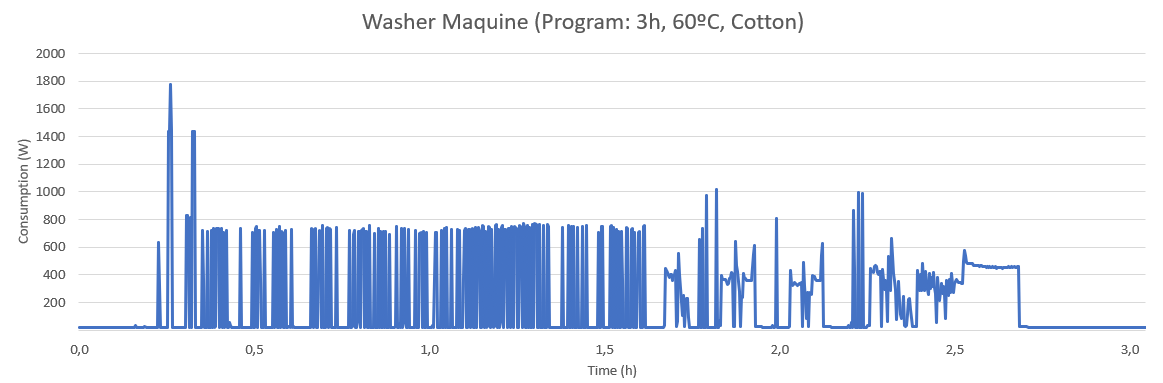 Washer Maquine (Program: 3h, 60ºC, Cotton)
2000
1800
1600
1400
1200
1000
800
600
400
200
Consumption (W)
0,0 0,5 1,0 1,5 2,0 2,5 3,0
Time (h)